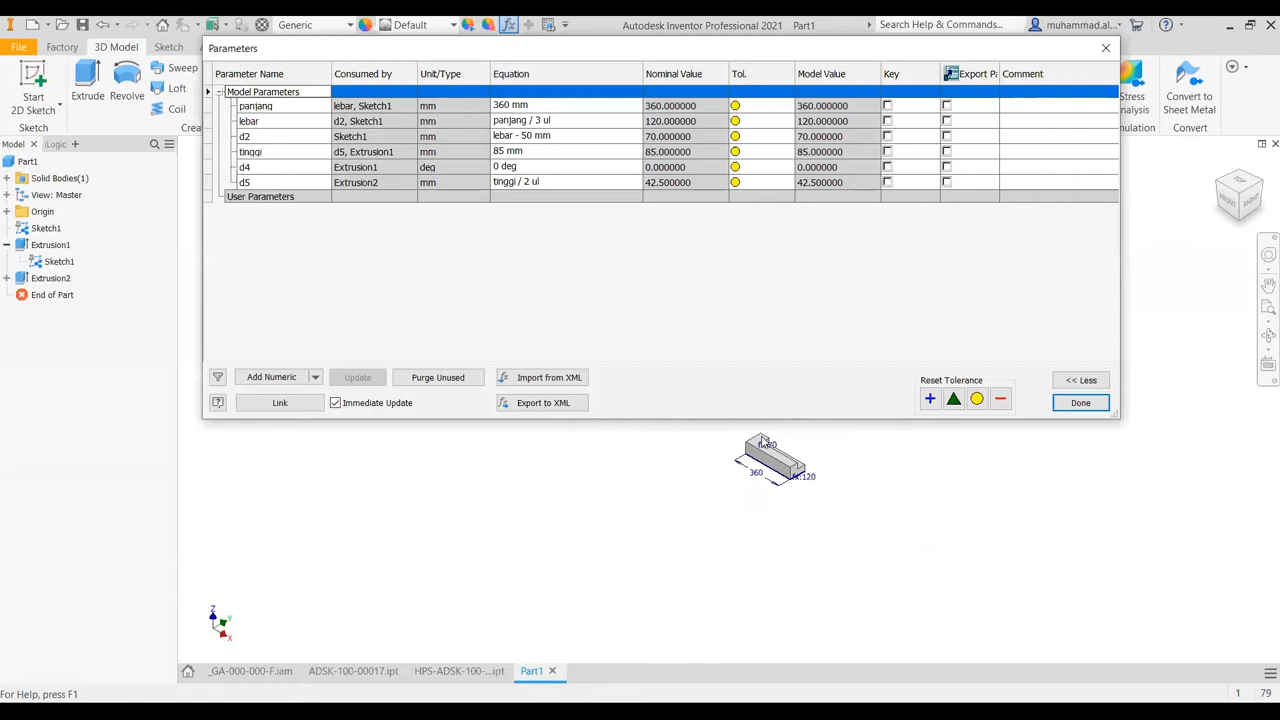 Generic
Default
Autodesk Inventor Professional 2021 Part1
Search Help & Commands...
muhammad.al...
File
Factory
3D Model
Sketch
Parameters
Start
2D Sketch
Sketch
Extrude
Revolve
Sweep
Loft
Coil
Stress
Convert to
Sheet Metal
Convert
Parameter Name Consumed by Unit/Type Equation Nominal Value Tol. Model Value Key Export Pa Comment
Model Parameters
panjang lebar, Sketch1 mm 360 mm 360.000000 360.000000
lebar d2, Sketch1 mm panjang / 3 ul 120.000000 120.000000
d2 Sketch1 mm lebar - 50 mm 70.000000 70.000000
tinggi d5, Extrusion1 mm 85 mm 85.000000 85.000000
d4 Extrusion1 deg 0 deg 0.000000 0.000000
d5 Extrusion2 mm tinggi / 2 ul 42.500000 42.500000
User Parameters
Model
iLogic
Part1
Solid Bodies(1)
View: Master
Origin
Sketch1
Extrusion1
Sketch1
Extrusion2
End of Part
TOP
FRONT
RIGHT
Add Numeric
Update
Purge Unused
Import from XML
Link
Immediate Update
Export to XML
Reset Tolerance
<< Less
Done
360
fx:120
Z
Y
X
_GA-000-000-F.iam
ADSK-100-00017.ipt
HPS-ADSK-100-...ipt
Part1
For Help, press F1
1 79